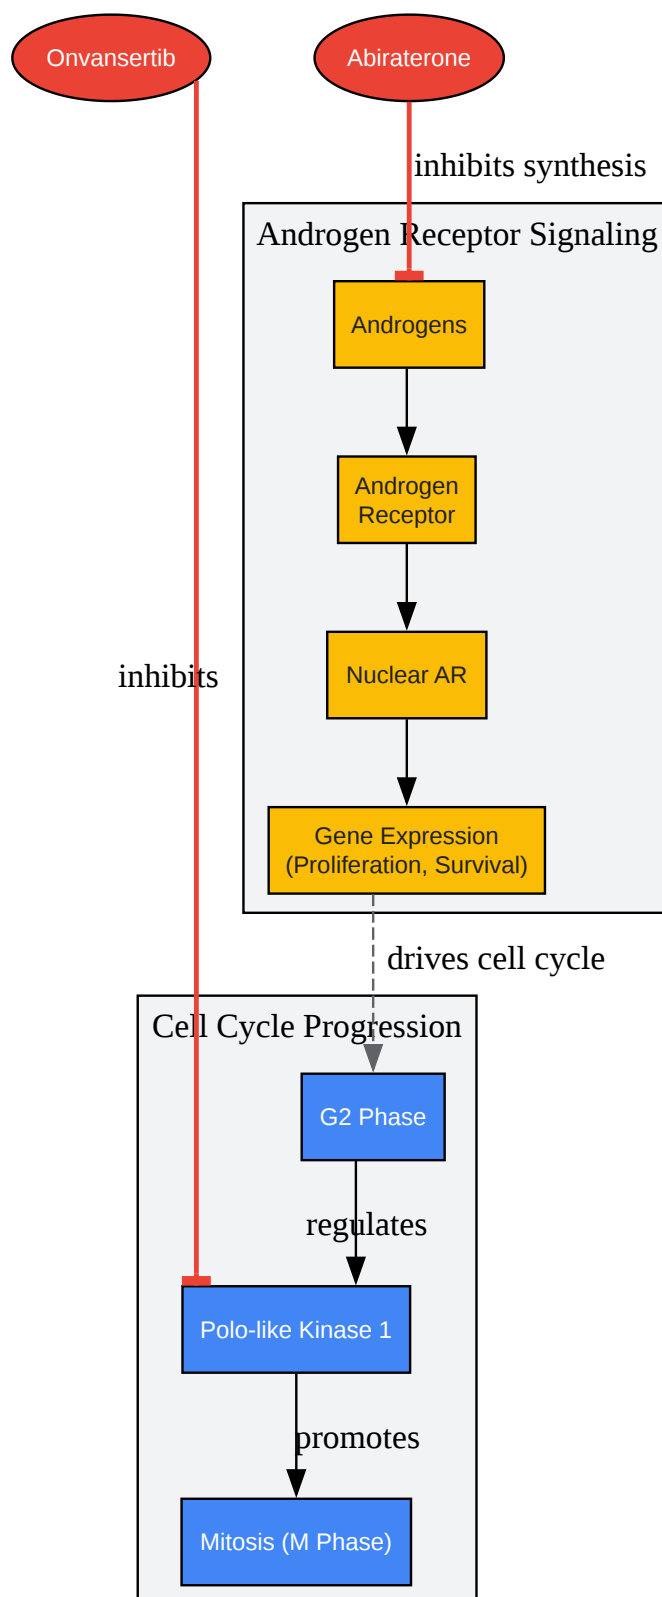 Onvansertib
Abiraterone
inhibits synthesis
Androgen Receptor Signaling
Androgens
Androgen
Receptor
inhibits
Nuclear AR
Gene Expression
(Proliferation, Survival)
drives cell cycle
Cell Cycle Progression
G2 Phase
regulates
Polo-like Kinase 1
promotes
Mitosis (M Phase)